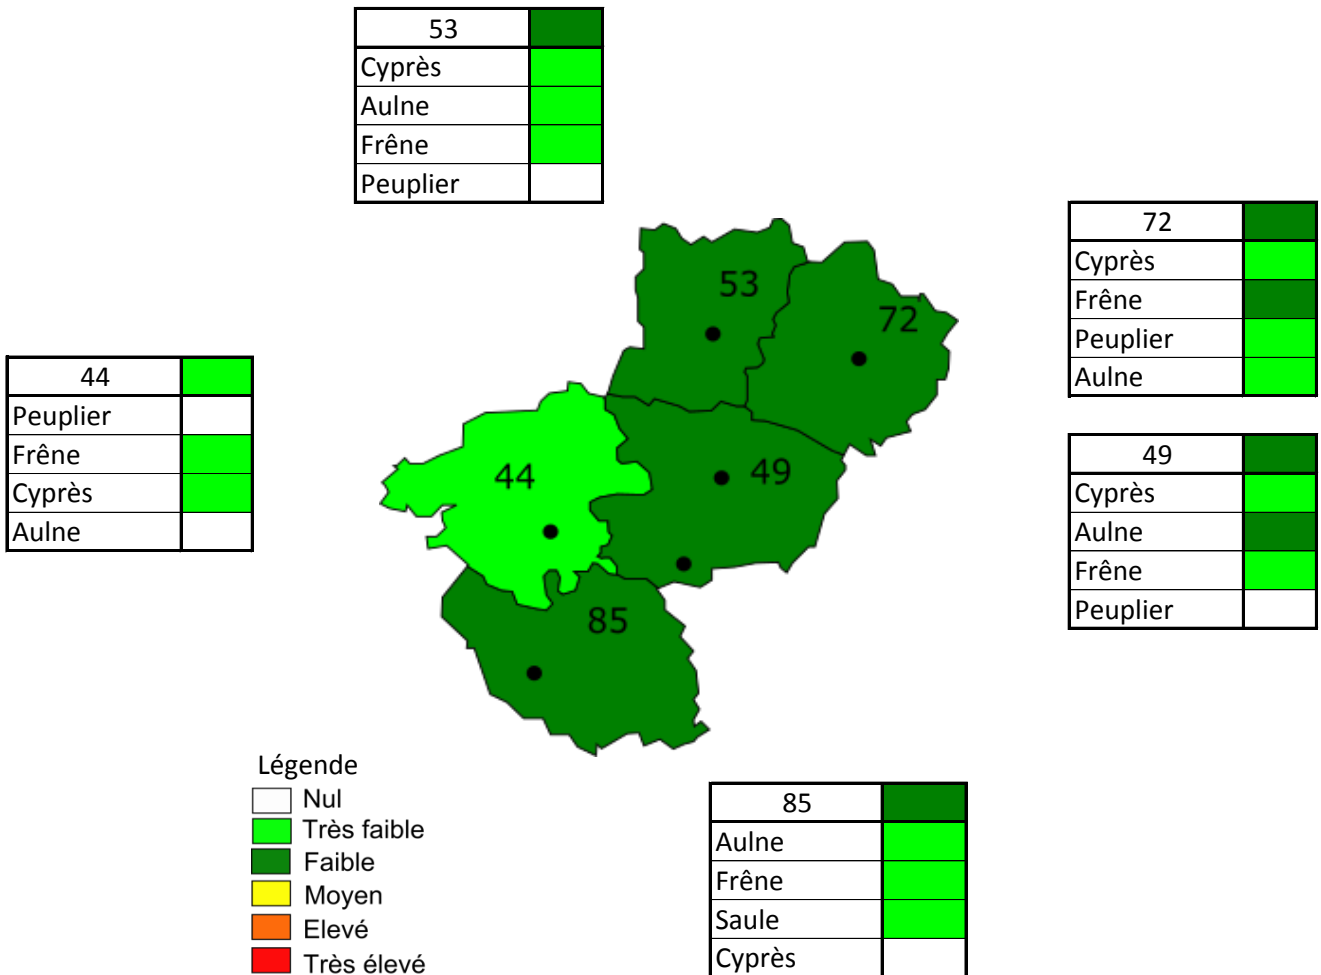 53
Cyprès
Aulne
Frêne
Peuplier
72
Cyprès
Frêne
Peuplier
Aulne
44
Peuplier
Frêne
Cyprès
Aulne
49
Cyprès
Aulne
Frêne
Peuplier
53
72
44
49
85
Légende
Nul
Très faible
Faible
Moyen
Elevé
Très élevé
85
Aulne
Frêne
Saule
Cyprès